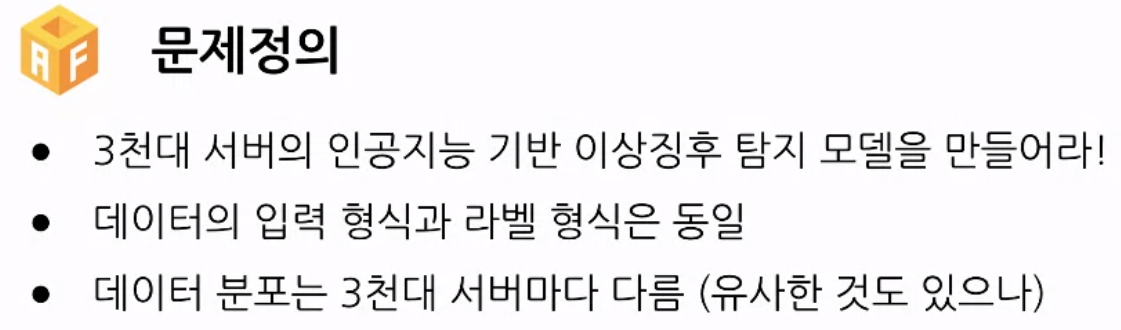 AF
문제정의
● 3천대 서버의 인공지능 기반 이상징후 탐지 모델을 만들어라!
● 데이터의 입력 형식과 라벨 형식은 동일
● 데이터 분포는 3천대 서버마다 다름 (유사한 것도 있으나)